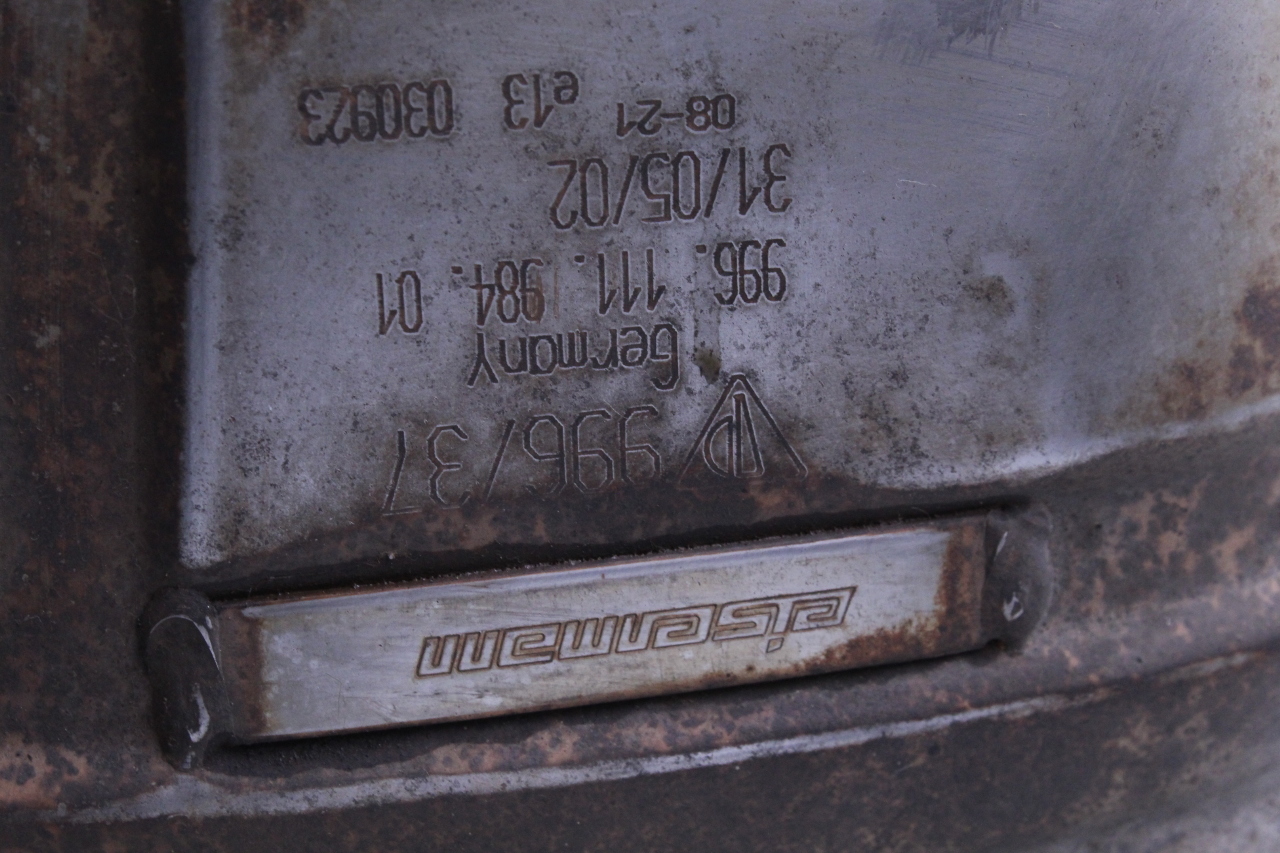 eisenmann
996/37
Germany
996. 111. 984. 01
31/05/02
08-21 e13 030923